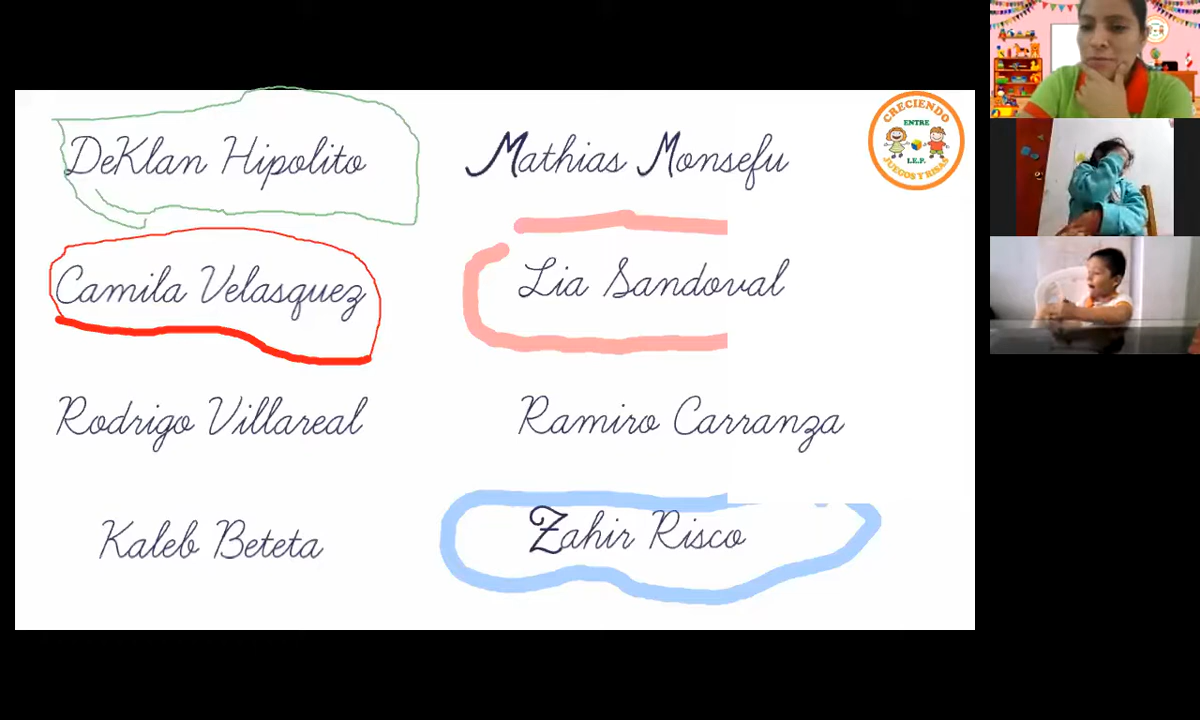 DeKlan Hipolito
Mathias Monsefu
Camila Velasquez
Lia Sandoval
Rodrigo Villareal
Ramiro Carranza
Kaleb Beteta
Zahir Risco
CRECIENDO
ENTRE
I.E.P.
JUEGOS Y RISAS